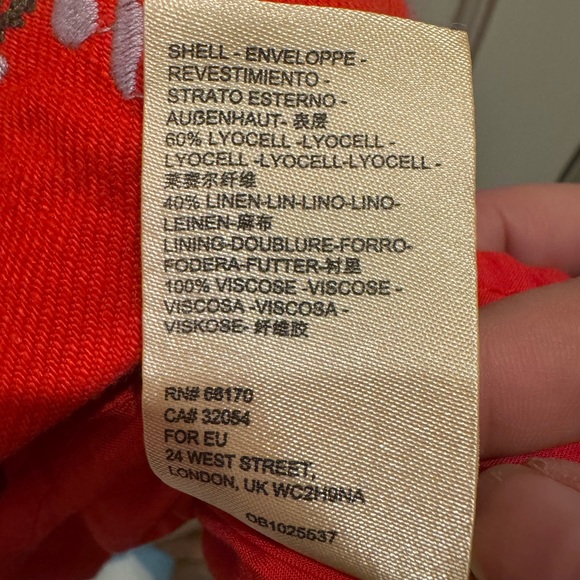 SHELL - ENVELOPPE -
REVESTIMIENTO -
STRATO ESTERNO -
AUßENHAUT- 表层
60% LYOCELL -LYOCELL -
LYOCELL -LYOCELL-LYOCELL -
莱赛尔纤维
40% LINEN-LIN-LINO-LINO-
LEINEN-麻布
LINING-DOUBLURE-FORRO-
FODERA-FUTTER-衬里
100% VISCOSE -VISCOSE -
VISCOSA -VISCOSA -
VISKOSE- 纤维胶
RN# 66170
CA# 32054
FOR EU
24 WEST STREET,
LONDON, UK WC2H9NA
OB1025537